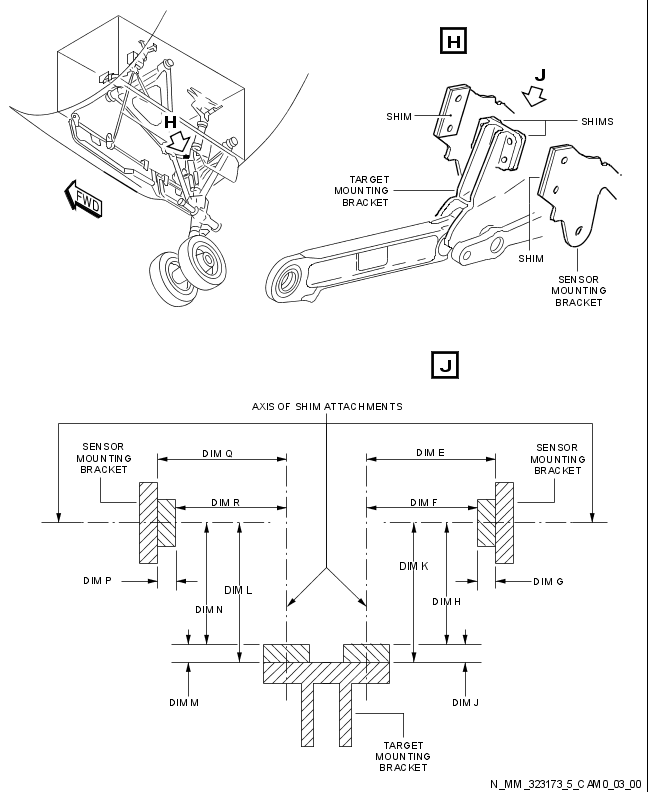 H
J
H
SHIM
SHIMS
FWD
TARGET
MOUNTING
BRACKET
SHIM
SENSOR
MOUNTING
BRACKET
J
AXIS OF SHIM ATTACHMENTS
SENSOR
MOUNTING
BRACKET
DIM Q
DIM E
SENSOR
MOUNTING
BRACKET
DIM R
DIM F
DIM P
DIM N
DIM L
DIM K
DIM H
DIM G
DIM M
DIM J
TARGET
MOUNTING
BRACKET
N_MM_323173_5_CAM0_03_00